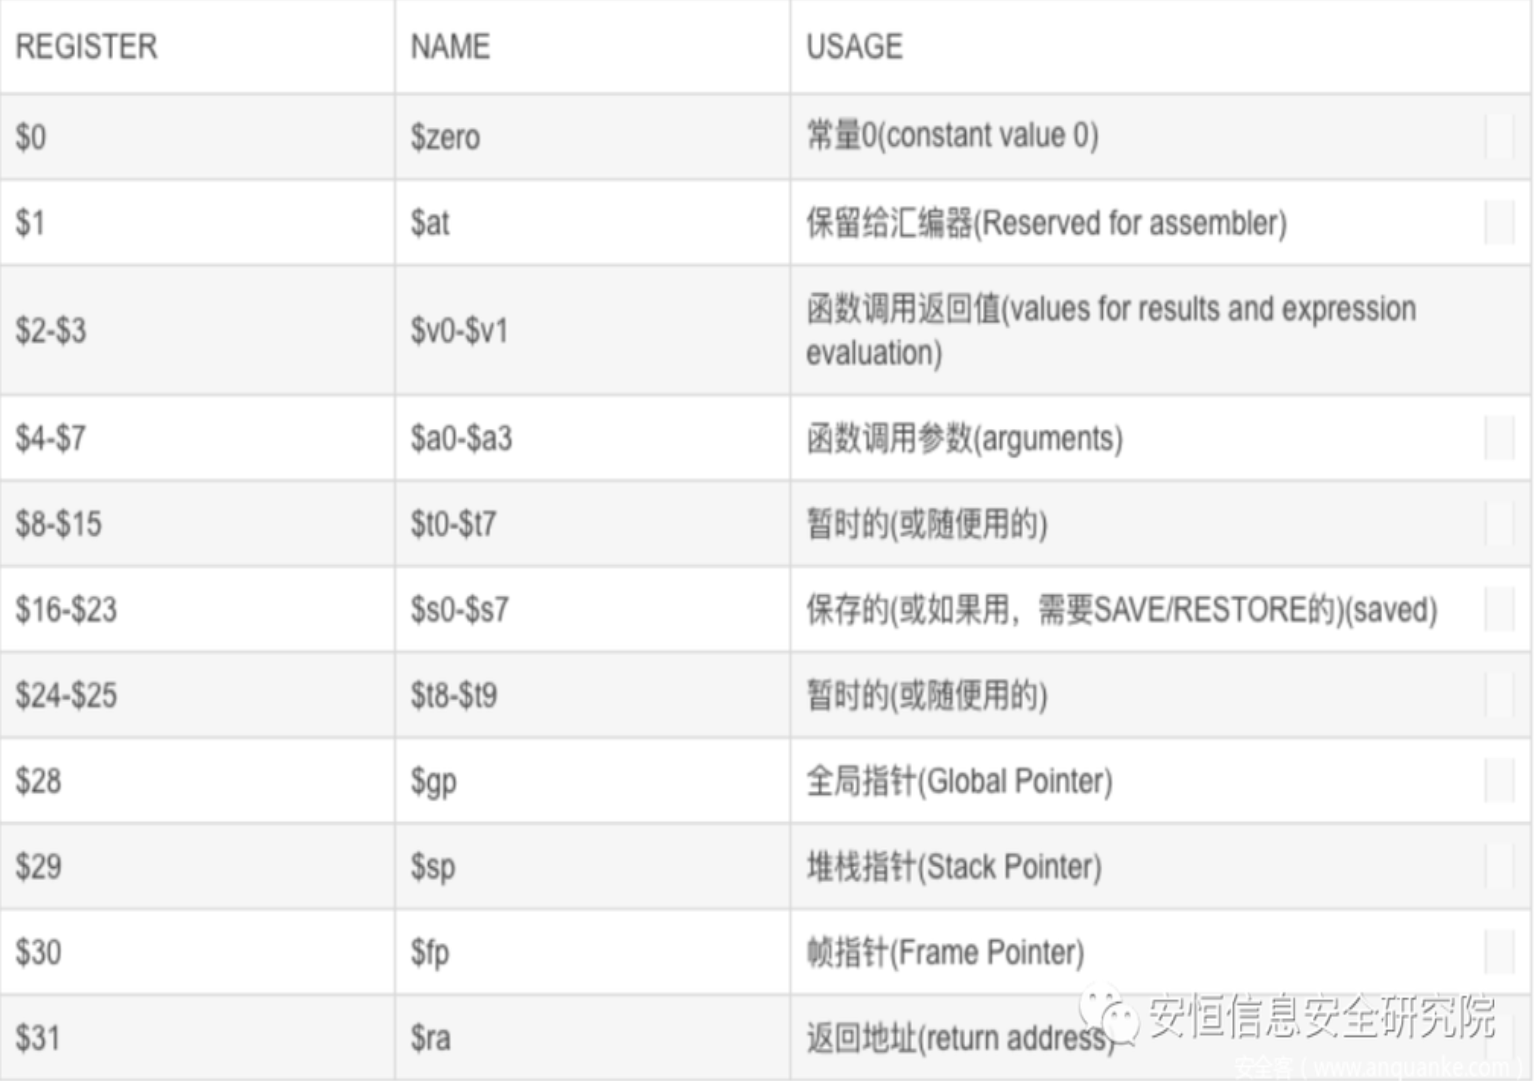 REGISTER NAME USAGE
$0 $zero 常量0(constant value 0)
$1 $at 保留给汇编器(Reserved for assembler)
$2-$3 $v0-$v1 函数调用返回值(values for results and expression
evaluation)
$4-$7 $a0-$a3 函数调用参数(arguments)
$8-$15 $t0-$t7 暂时的(或随便用的)
$16-$23 $s0-$s7 保存的(或如果用，需要SAVE/RESTORE的)(saved)
$24-$25 $t8-$t9 暂时的(或随便用的)
$28 $gp 全局指针(Global Pointer)
$29 $sp 堆栈指针(Stack Pointer)
$30 $fp 帧指针(Frame Pointer)
$31 $ra 返回地址(return address)
安恒信息安全研究院
安全客 ( www.anquanke.com )